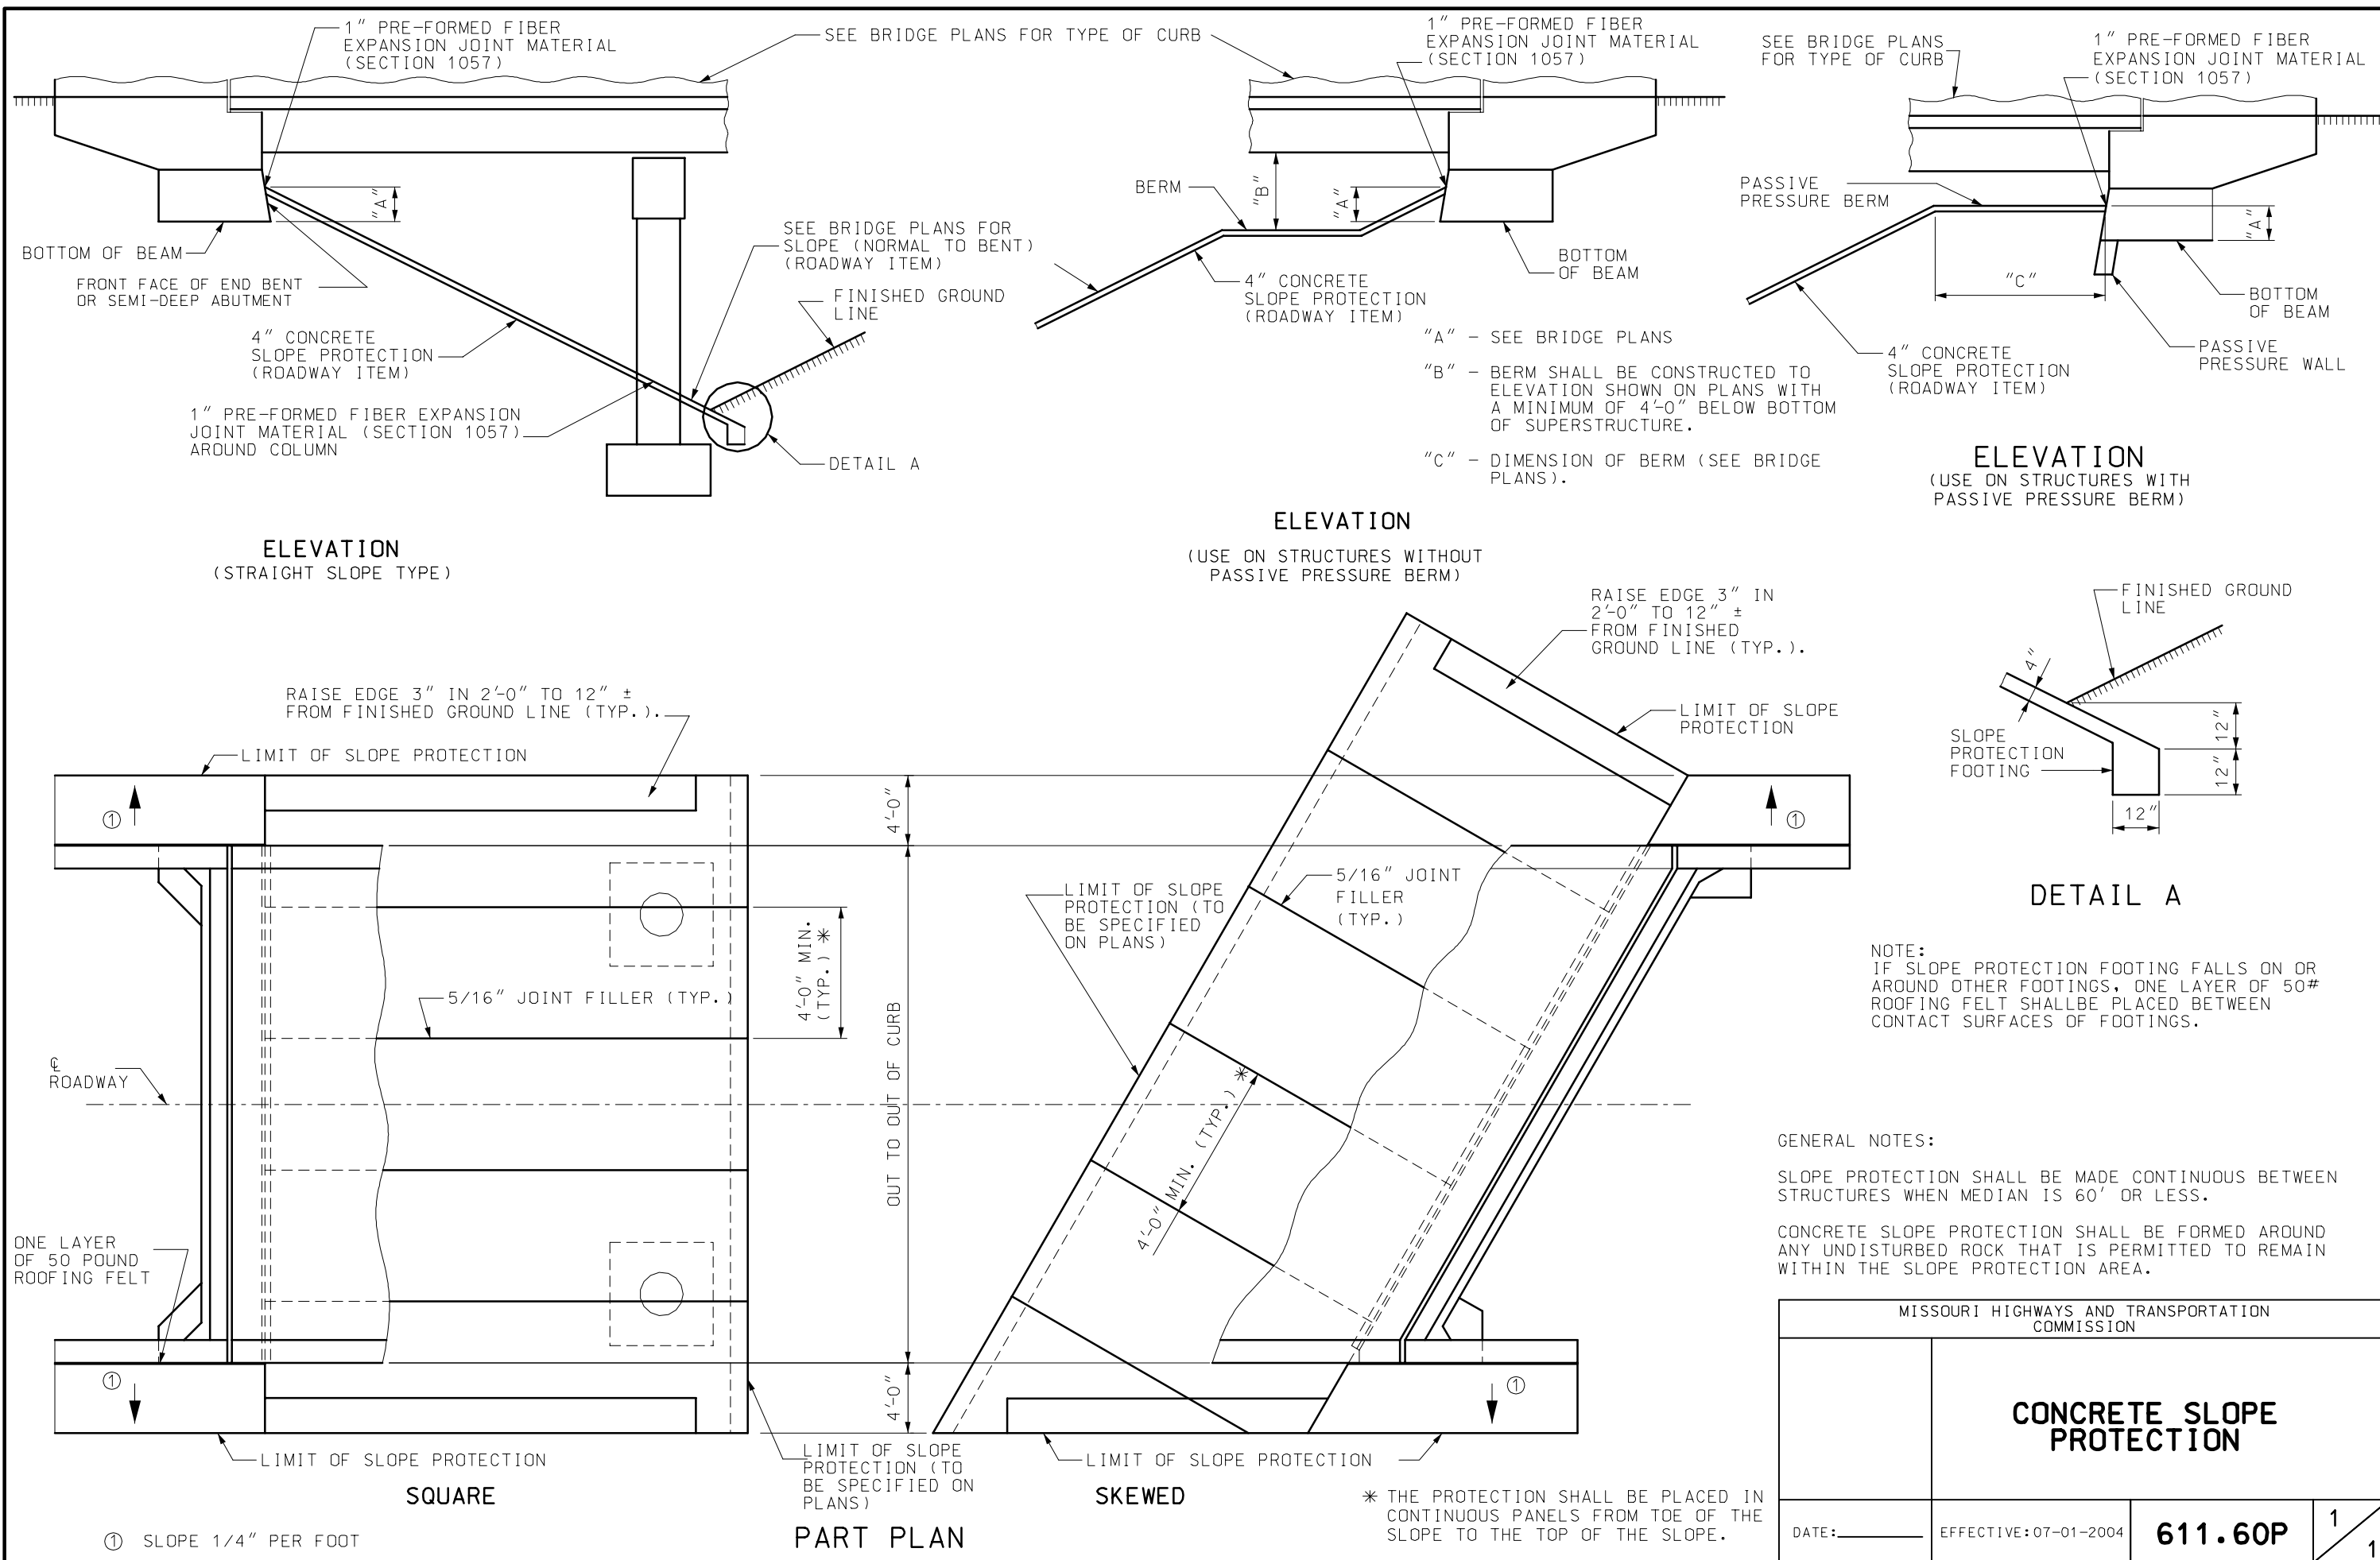 1" PRE-FORMED FIBER
EXPANSION JOINT MATERIAL
(SECTION 1057)
SEE BRIDGE PLANS FOR TYPE OF CURB
1" PRE-FORMED FIBER
EXPANSION JOINT MATERIAL
(SECTION 1057)
SEE BRIDGE PLANS
FOR TYPE OF CURB
1" PRE-FORMED FIBER
EXPANSION JOINT MATERIAL
(SECTION 1057)
"A"
BOTTOM OF BEAM
FRONT FACE OF END BENT
OR SEMI-DEEP ABUTMENT
4" CONCRETE
SLOPE PROTECTION
(ROADWAY ITEM)
1" PRE-FORMED FIBER EXPANSION
JOINT MATERIAL (SECTION 1057)
AROUND COLUMN
SEE BRIDGE PLANS FOR
SLOPE (NORMAL TO BENT)
(ROADWAY ITEM)
FINISHED GROUND
LINE
DETAIL A
ELEVATION
(STRAIGHT SLOPE TYPE)
BERM
"B"
"A"
BOTTOM
OF BEAM
4" CONCRETE
SLOPE PROTECTION
(ROADWAY ITEM)
"A" - SEE BRIDGE PLANS
"B" - BERM SHALL BE CONSTRUCTED TO
ELEVATION SHOWN ON PLANS WITH
A MINIMUM OF 4'-0" BELOW BOTTOM
OF SUPERSTRUCTURE.
"C" - DIMENSION OF BERM (SEE BRIDGE
PLANS).
ELEVATION
(USE ON STRUCTURES WITHOUT
PASSIVE PRESSURE BERM)
PASSIVE
PRESSURE BERM
"A"
"C"
BOTTOM
OF BEAM
PASSIVE
PRESSURE WALL
4" CONCRETE
SLOPE PROTECTION
(ROADWAY ITEM)
ELEVATION
(USE ON STRUCTURES WITH
PASSIVE PRESSURE BERM)
RAISE EDGE 3" IN 2'-0" TO 12" ±
FROM FINISHED GROUND LINE (TYP.).
LIMIT OF SLOPE PROTECTION
①
4'-0"
4'-0" MIN.
(TYP.) *
5/16" JOINT FILLER (TYP.)
℄
ROADWAY
OUT TO OUT OF CURB
ONE LAYER
OF 50 POUND
ROOFING FELT
①
4'-0"
LIMIT OF SLOPE PROTECTION
LIMIT OF SLOPE
PROTECTION (TO
BE SPECIFIED ON
PLANS)
SQUARE
① SLOPE 1/4" PER FOOT
PART PLAN
RAISE EDGE 3" IN
2'-0" TO 12" ±
FROM FINISHED
GROUND LINE (TYP.).
LIMIT OF SLOPE
PROTECTION
①
LIMIT OF SLOPE
PROTECTION (TO
BE SPECIFIED
ON PLANS)
5/16" JOINT
FILLER
(TYP.)
4'-0" MIN. (TYP.) *
①
LIMIT OF SLOPE PROTECTION
SKEWED
* THE PROTECTION SHALL BE PLACED IN
CONTINUOUS PANELS FROM TOE OF THE
SLOPE TO THE TOP OF THE SLOPE.
FINISHED GROUND
LINE
4"
SLOPE
PROTECTION
FOOTING
12"
12"
12"
DETAIL A
NOTE:
IF SLOPE PROTECTION FOOTING FALLS ON OR
AROUND OTHER FOOTINGS, ONE LAYER OF 50#
ROOFING FELT SHALLBE PLACED BETWEEN
CONTACT SURFACES OF FOOTINGS.
GENERAL NOTES:
SLOPE PROTECTION SHALL BE MADE CONTINUOUS BETWEEN
STRUCTURES WHEN MEDIAN IS 60' OR LESS.
CONCRETE SLOPE PROTECTION SHALL BE FORMED AROUND
ANY UNDISTURBED ROCK THAT IS PERMITTED TO REMAIN
WITHIN THE SLOPE PROTECTION AREA.
MISSOURI HIGHWAYS AND TRANSPORTATION
COMMISSION
CONCRETE SLOPE
PROTECTION
DATE:
EFFECTIVE:07-01-2004
611.60P
1
1